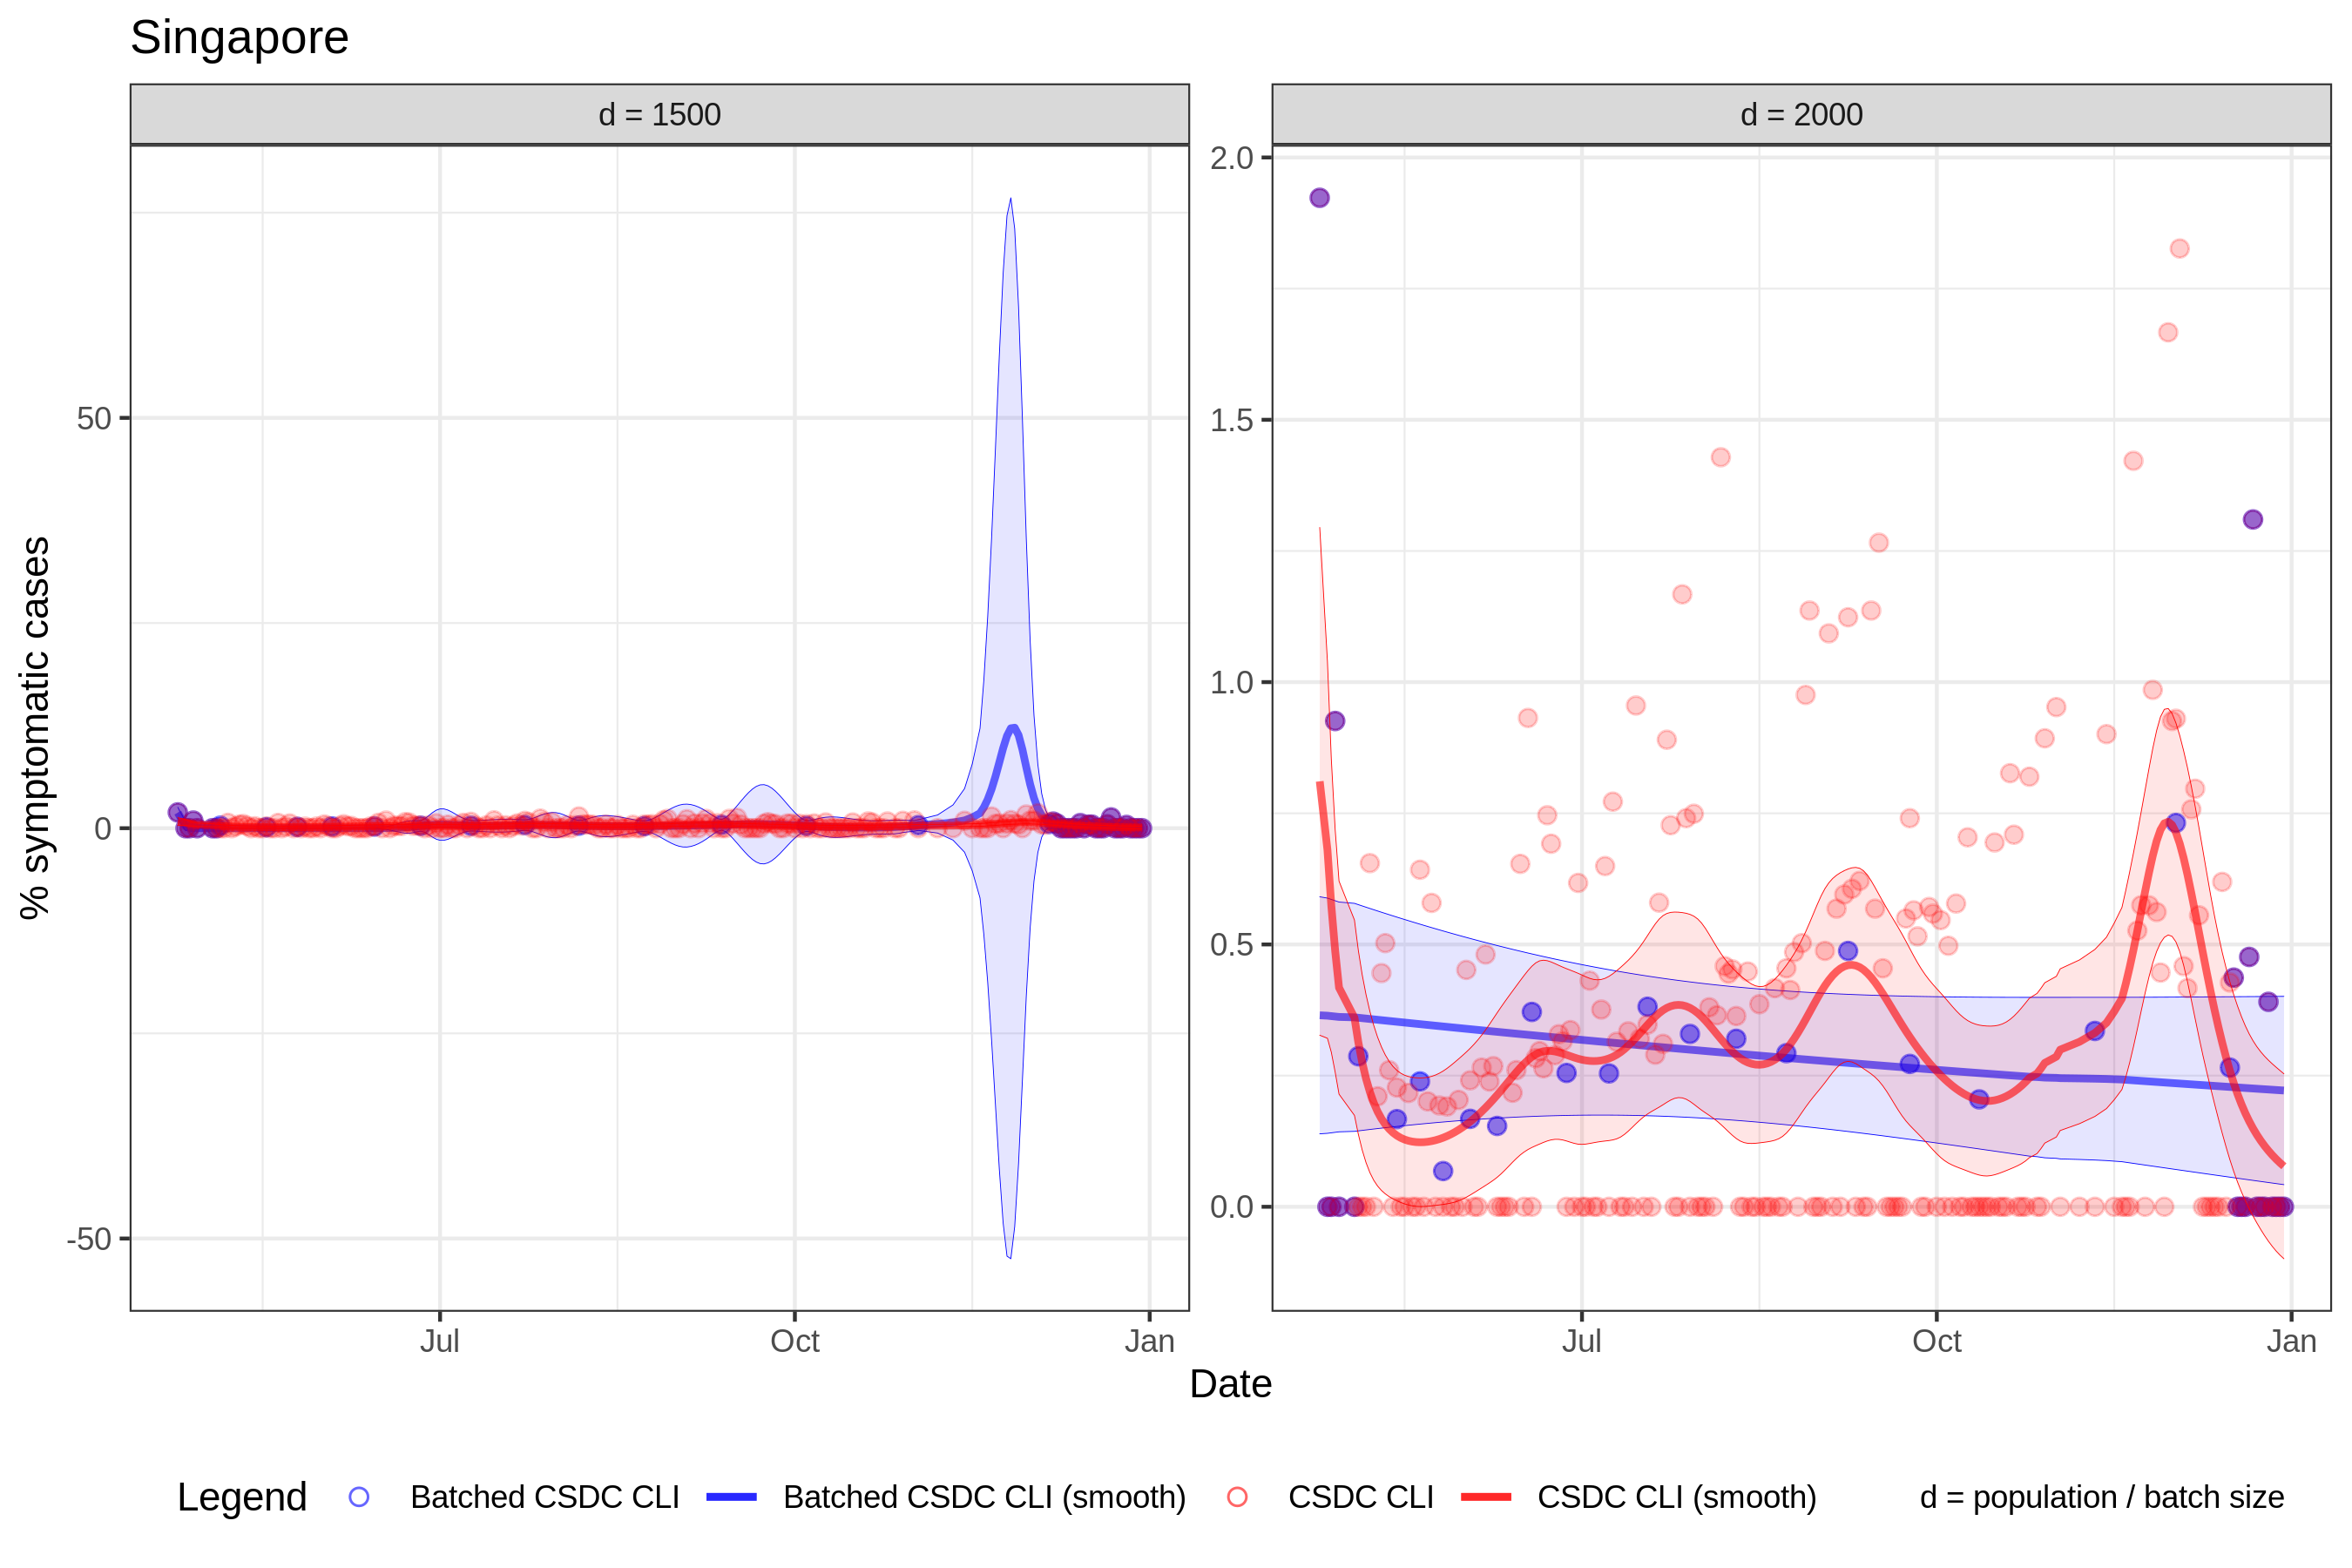 Singapore
d = 1500
d = 2000
% symptomatic cases
50
0
-50
2.0
1.5
1.0
0.5
0.0
Jul
Oct
Jan
Jul
Oct
Jan
Date
Legend
Batched CSDC CLI
Batched CSDC CLI (smooth)
CSDC CLI
CSDC CLI (smooth)
d = population / batch size